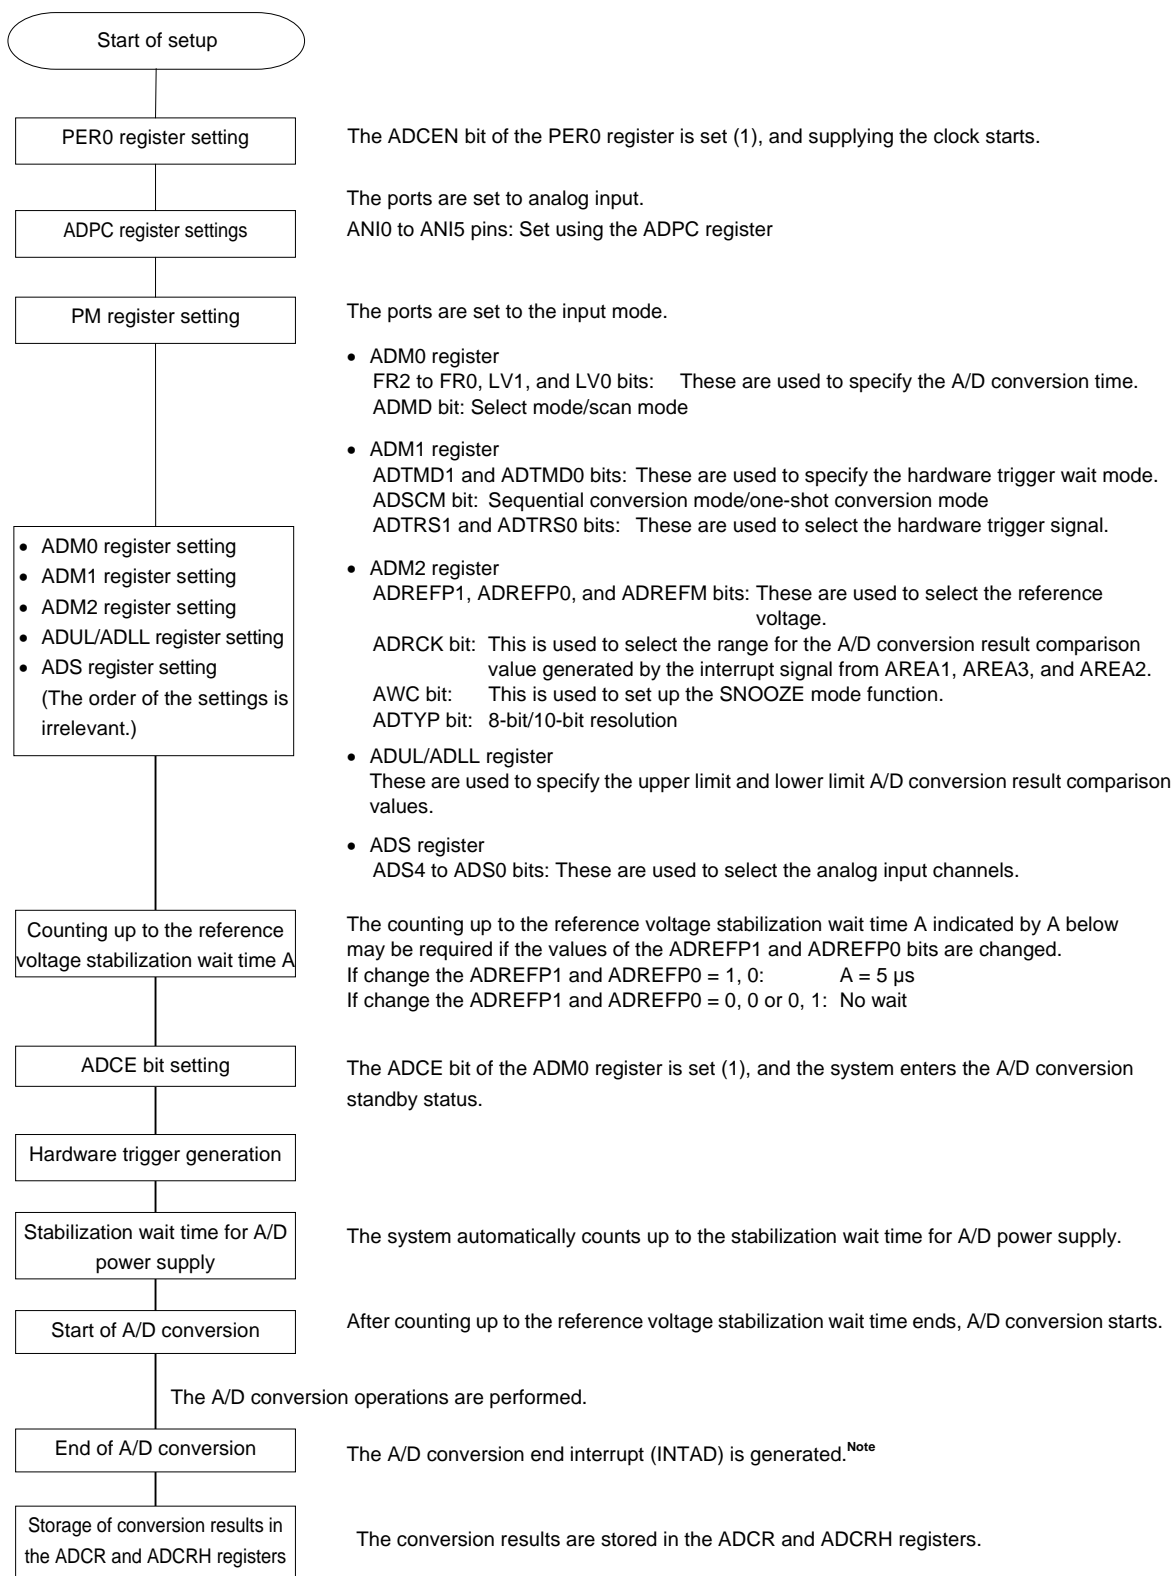 Start of setup
PER0 register setting
The ADCEN bit of the PER0 register is set (1), and supplying the clock starts.
The ports are set to analog input.
ADPC register settings
ANI0 to ANI5 pins: Set using the ADPC register
PM register setting
The ports are set to the input mode.
• ADM0 register
FR2 to FR0, LV1, and LV0 bits: These are used to specify the A/D conversion time.
ADMD bit: Select mode/scan mode
• ADM1 register
ADTMD1 and ADTMD0 bits: These are used to specify the hardware trigger wait mode.
ADSCM bit: Sequential conversion mode/one-shot conversion mode
ADTRS1 and ADTRS0 bits: These are used to select the hardware trigger signal.
• ADM0 register setting
• ADM1 register setting
• ADM2 register setting
• ADUL/ADLL register setting
• ADS register setting
(The order of the settings is
irrelevant.)
• ADM2 register
ADREFP1, ADREFP0, and ADREFM bits: These are used to select the reference
voltage.
ADRCK bit: This is used to select the range for the A/D conversion result comparison
value generated by the interrupt signal from AREA1, AREA3, and AREA2.
AWC bit: This is used to set up the SNOOZE mode function.
ADTYP bit: 8-bit/10-bit resolution
• ADUL/ADLL register
These are used to specify the upper limit and lower limit A/D conversion result comparison
values.
• ADS register
ADS4 to ADS0 bits: These are used to select the analog input channels.
Counting up to the reference
voltage stabilization wait time A
The counting up to the reference voltage stabilization wait time A indicated by A below
may be required if the values of the ADREFP1 and ADREFP0 bits are changed.
If change the ADREFP1 and ADREFP0 = 1, 0: A = 5 μs
If change the ADREFP1 and ADREFP0 = 0, 0 or 0, 1: No wait
ADCE bit setting
The ADCE bit of the ADM0 register is set (1), and the system enters the A/D conversion
standby status.
Hardware trigger generation
Stabilization wait time for A/D
power supply
The system automatically counts up to the stabilization wait time for A/D power supply.
Start of A/D conversion
After counting up to the reference voltage stabilization wait time ends, A/D conversion starts.
The A/D conversion operations are performed.
End of A/D conversion
The A/D conversion end interrupt (INTAD) is generated.Note
Storage of conversion results in
the ADCR and ADCRH registers
The conversion results are stored in the ADCR and ADCRH registers.